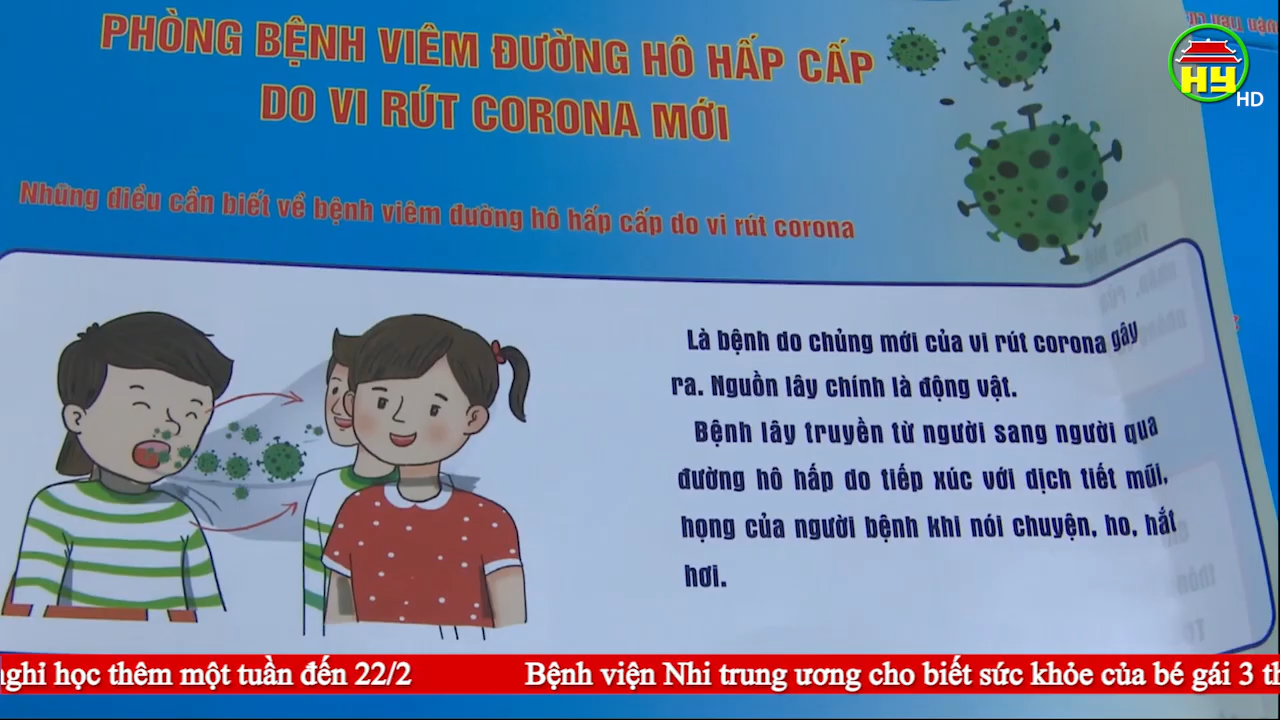 PHÒNG BỆNH VIÊM ĐƯỜNG HÔ HẤP CẤP
DO VI RÚT CORONA MỚI
HY
HD
Những điều cần biết về bệnh viêm đường hô hấp cấp do vi rút corona
Là bệnh do chủng mới của vi rút corona gây
ra. Nguồn lây chính là động vật.
Bệnh lây truyền từ người sang người qua
đường hô hấp do tiếp xúc với dịch tiết mũi,
họng của người bệnh khi nói chuyện, ho, hắt
hơi.
nghỉ học thêm một tuần đến 22/2 Bệnh viện Nhi trung ương cho biết sức khỏe của bé gái 3 th